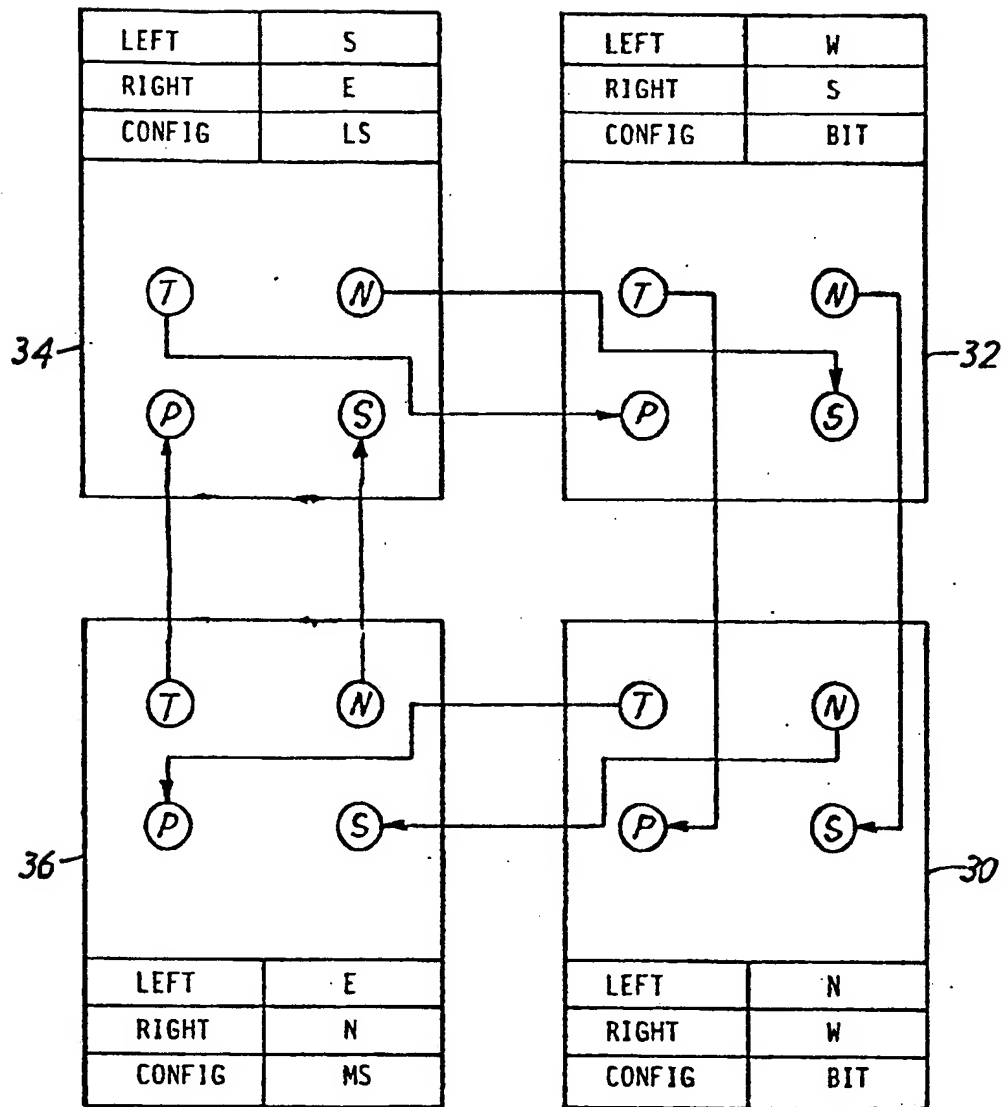 LEFT S
RIGHT E
CONFIG LS
LEFT W
RIGHT S
CONFIG BIT
T N
T N
34
32
P S
P S
T N
T N
P S
P S
36
30
LEFT E
RIGHT N
CONFIG MS
LEFT N
RIGHT W
CONFIG BIT